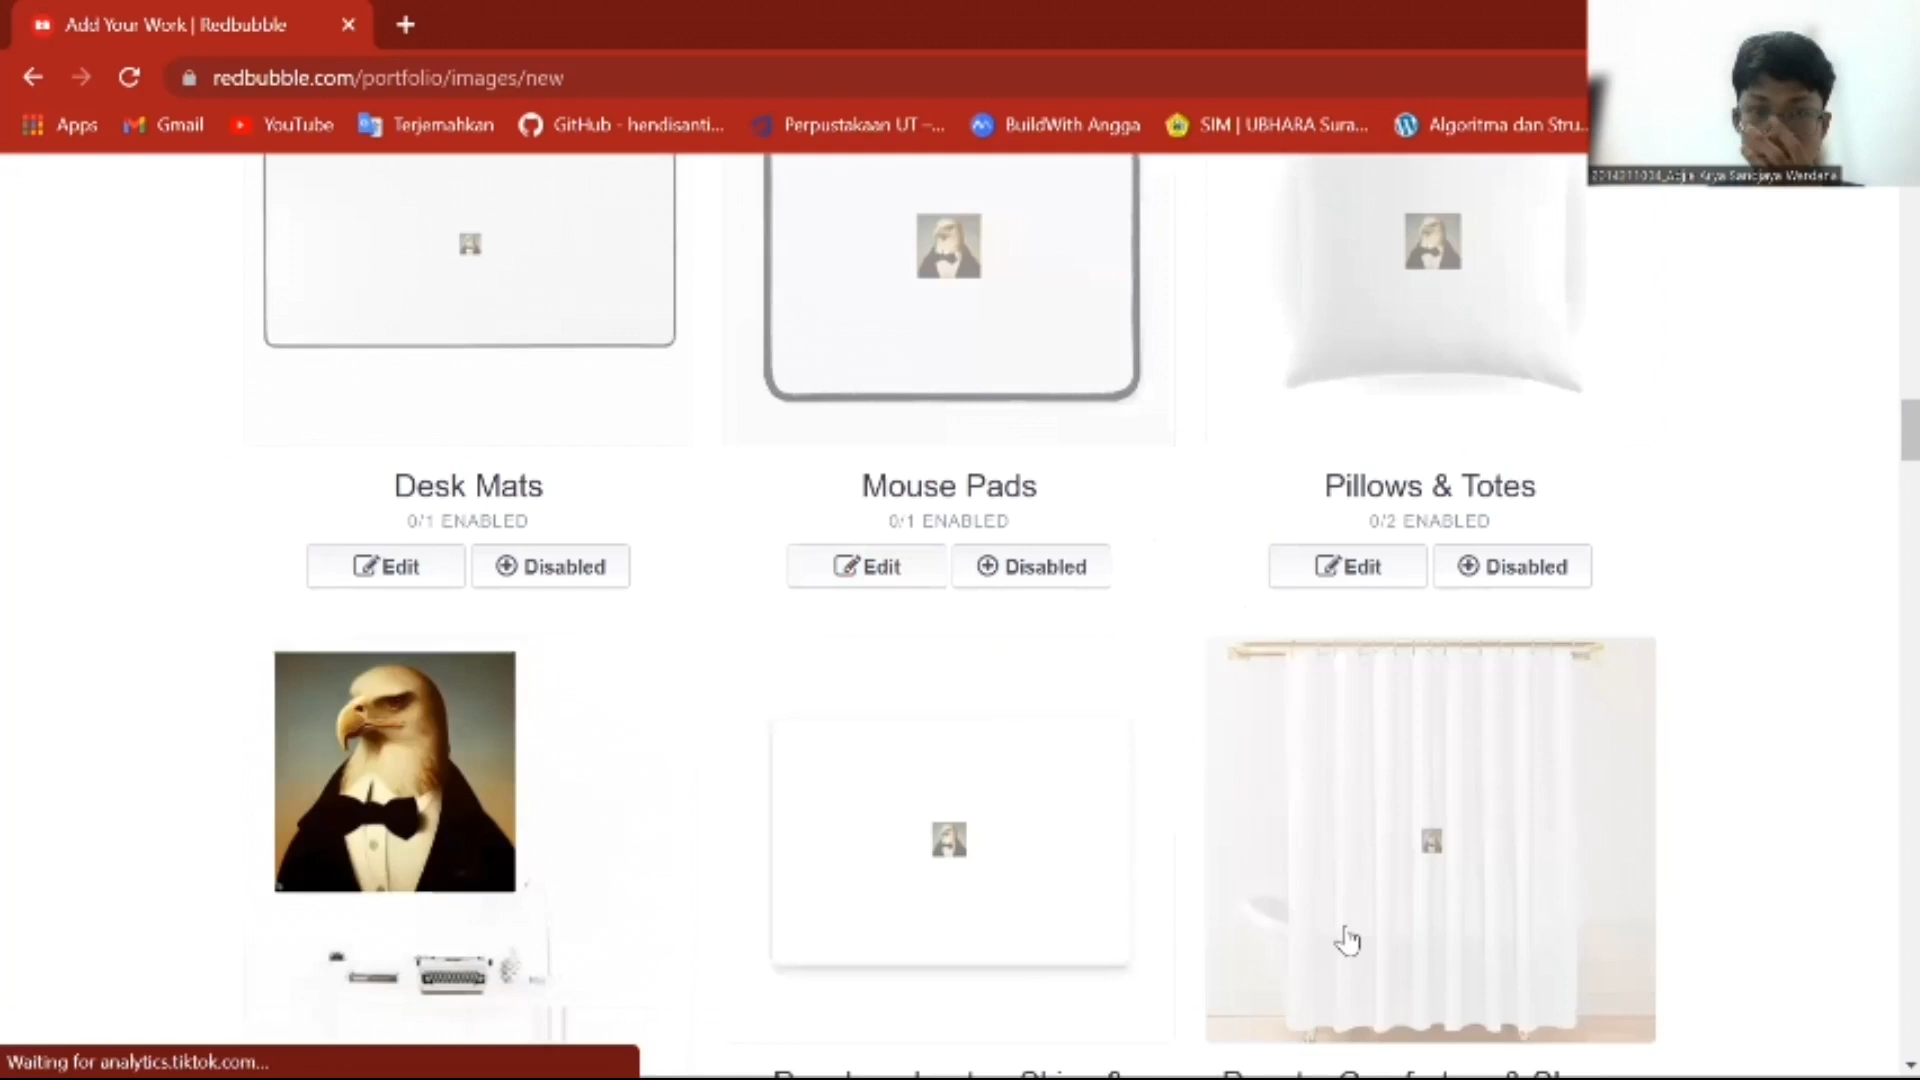 Add Your Work | Redbubble
redbubble.com/portfolio/images/new
Apps
Gmail
YouTube
Terjemahkan
GitHub - hendisanti...
Perpustakaan UT –...
BuildWith Angga
SIM | UBHARA Sura...
Algoritma dan Stru...
Desk Mats
Mouse Pads
Pillows & Totes
0/1 ENABLED
0/1 ENABLED
0/2 ENABLED
Edit
Disabled
Edit
Disabled
Edit
Disabled
Waiting for analytics.tiktok.com...